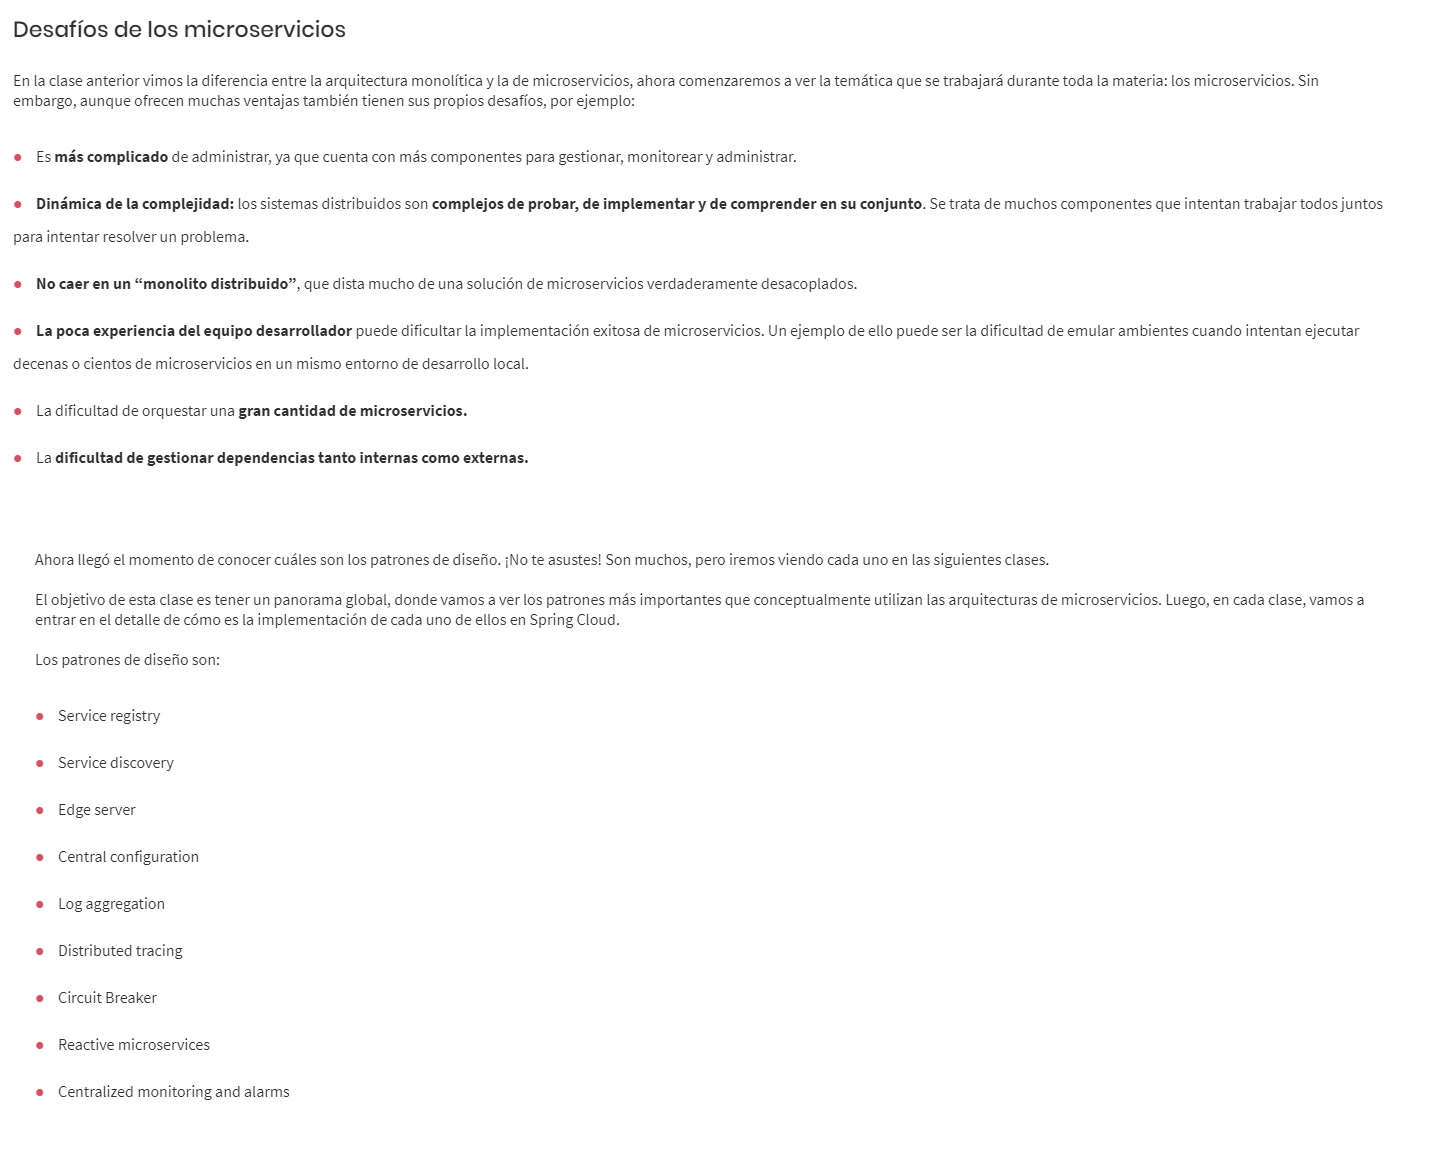 Desafíos de los microservicios
En la clase anterior vimos la diferencia entre la arquitectura monolítica y la de microservicios, ahora comenzaremos a ver la temática que se trabajará durante toda la materia: los microservicios. Sin
embargo, aunque ofrecen muchas ventajas también tienen sus propios desafíos, por ejemplo:
● Es más complicado de administrar, ya que cuenta con más componentes para gestionar, monitorear y administrar.
● Dinámica de la complejidad: los sistemas distribuidos son complejos de probar, de implementar y de comprender en su conjunto. Se trata de muchos componentes que intentan trabajar todos juntos
para intentar resolver un problema.
● No caer en un “monolito distribuido”, que dista mucho de una solución de microservicios verdaderamente desacoplados.
● La poca experiencia del equipo desarrollador puede dificultar la implementación exitosa de microservicios. Un ejemplo de ello puede ser la dificultad de emular ambientes cuando intentan ejecutar
decenas o cientos de microservicios en un mismo entorno de desarrollo local.
● La dificultad de orquestar una gran cantidad de microservicios.
● La dificultad de gestionar dependencias tanto internas como externas.
Ahora llegó el momento de conocer cuáles son los patrones de diseño. ¡No te asustes! Son muchos, pero iremos viendo cada uno en las siguientes clases.
El objetivo de esta clase es tener un panorama global, donde vamos a ver los patrones más importantes que conceptualmente utilizan las arquitecturas de microservicios. Luego, en cada clase, vamos a
entrar en el detalle de cómo es la implementación de cada uno de ellos en Spring Cloud.
Los patrones de diseño son:
● Service registry
● Service discovery
● Edge server
● Central configuration
● Log aggregation
● Distributed tracing
● Circuit Breaker
● Reactive microservices
● Centralized monitoring and alarms